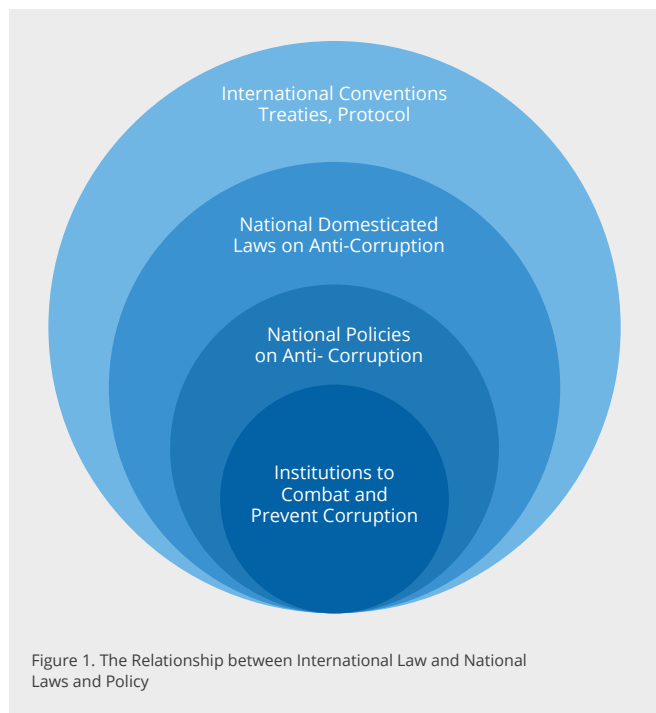 International Conventions
Treaties, Protocol
National Domesticated
Laws on Anti-Corruption
National Policies
on Anti- Corruption
Institutions to
Combat and
Prevent Corruption
Figure 1. The Relationship between International Law and National
Laws and Policy